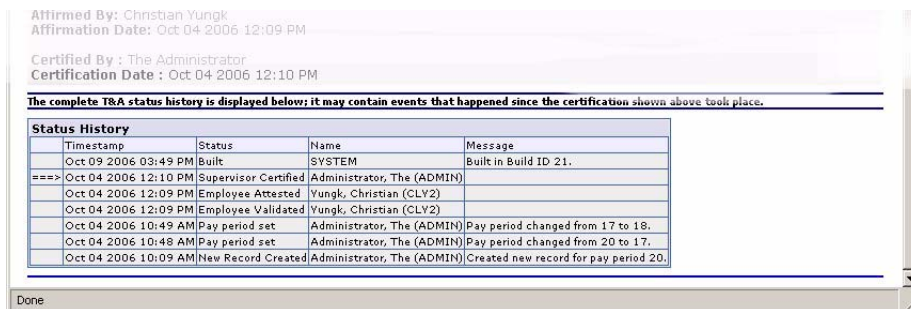 Affirmed By: Christian Yungk
Affirmation Date: Oct 04 2006 12:09 PM
Certified By : The Administrator
Certification Date : Oct 04 2006 12:10 PM
The complete T&A status history is displayed below; it may contain events that happened since the certification shown above took place.
Status History
Timestamp Status Name Message
Oct 09 2006 03:49 PM Built SYSTEM Built in Build ID 21.
===> Oct 04 2006 12:10 PM Supervisor Certified Administrator, The (ADMIN)
Oct 04 2006 12:09 PM Employee Attested Yungk, Christian (CLY2)
Oct 04 2006 12:09 PM Employee Validated Yungk, Christian (CLY2)
Oct 04 2006 10:49 AM Pay period set Administrator, The (ADMIN) Pay period changed from 17 to 18.
Oct 04 2006 10:48 AM Pay period set Administrator, The (ADMIN) Pay period changed from 20 to 17.
Oct 04 2006 10:09 AM New Record Created Administrator, The (ADMIN) Created new record for pay period 20.
Done